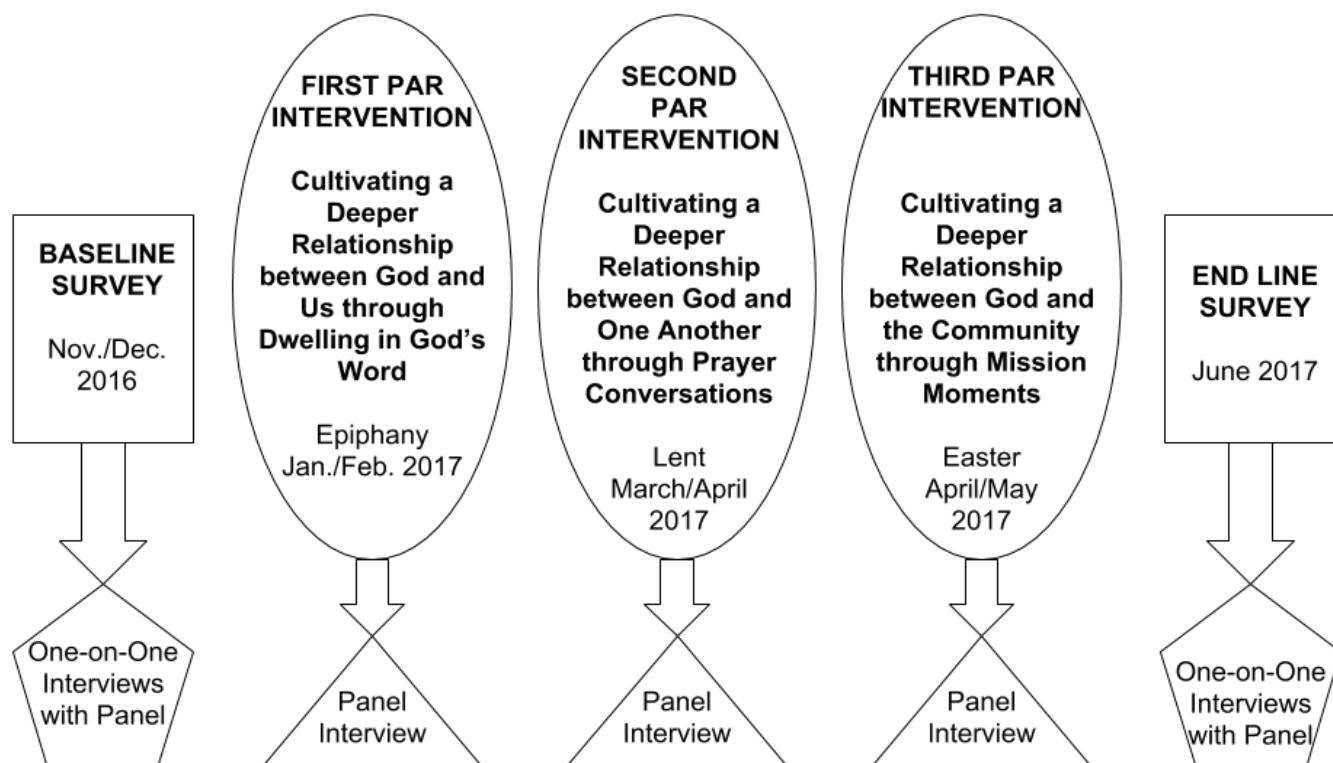 BASELINE
SURVEY
Nov./Dec.
2016
One-on-One
Interviews
with Panel
FIRST PAR
INTERVENTION
Cultivating a
Deeper
Relationship
between God and
Us through
Dwelling in God's
Word
Epiphany
Jan./Feb. 2017
Panel
Interview
SECOND
PAR
INTERVENTION
Cultivating a
Deeper
Relationship
between God and
One Another
through Prayer
Conversations
Lent
March/April
2017
Panel
Interview
THIRD PAR
INTERVENTION
Cultivating a
Deeper
Relationship
between God and
the Community
through Mission
Moments
Easter
April/May
2017
Panel
Interview
END LINE
SURVEY
June 2017
One-on-One
Interviews
with Panel